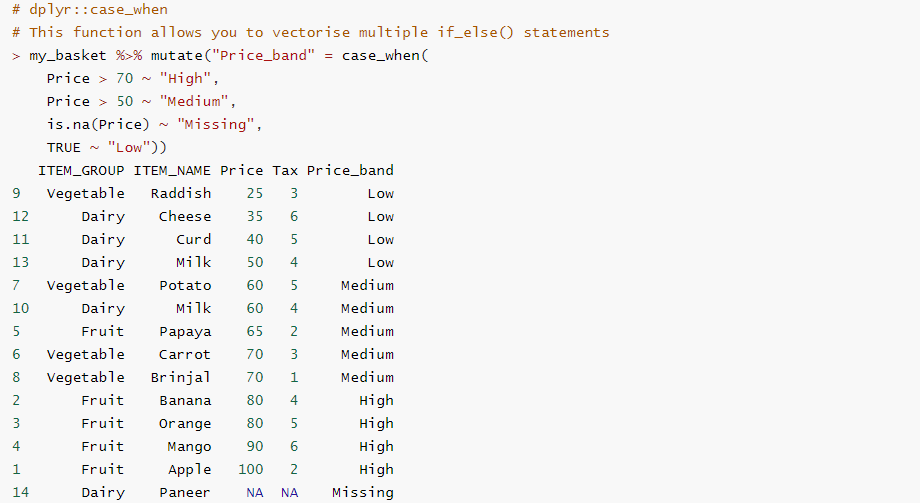 # dplyr::case_when
# This function allows you to vectorise multiple if_else() statements
> my_basket %>% mutate("Price_band" = case_when(
    Price > 70 ~ "High",
    Price > 50 ~ "Medium",
    is.na(Price) ~ "Missing",
    TRUE ~ "Low"))
   ITEM_GROUP ITEM_NAME Price Tax Price_band
9   Vegetable   Raddish    25   3        Low
12      Dairy    Cheese    35   6        Low
11      Dairy      Curd    40   5        Low
13      Dairy      Milk    50   4        Low
7   Vegetable    Potato    60   5     Medium
10      Dairy      Milk    60   4     Medium
5       Fruit    Papaya    65   2     Medium
6   Vegetable    Carrot    70   3     Medium
8   Vegetable   Brinjal    70   1     Medium
2       Fruit    Banana    80   4       High
3       Fruit    Orange    80   5       High
4       Fruit     Mango    90   6       High
1       Fruit     Apple   100   2       High
14      Dairy    Paneer    NA  NA    Missing